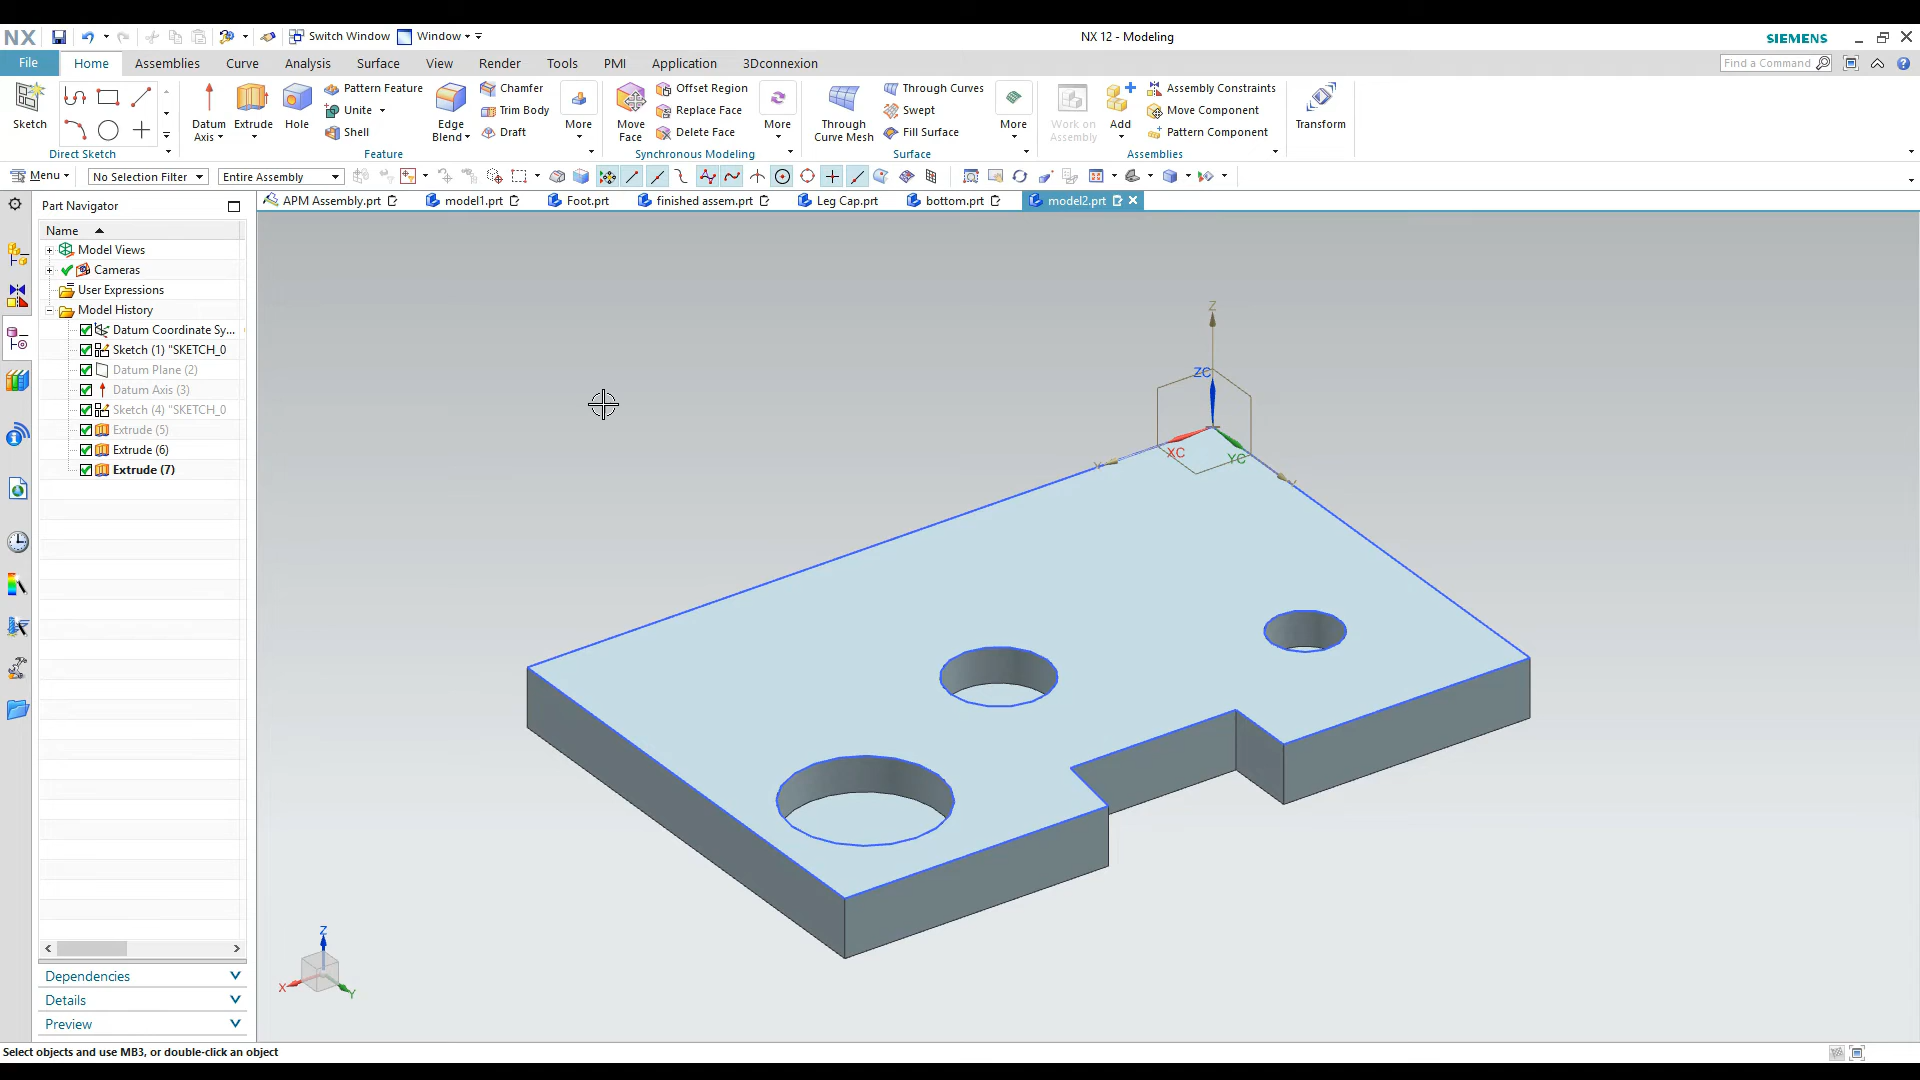 NX Switch Window Window NX 12 - Modeling SIEMENS
File Home Assemblies Curve Analysis Surface View Render Tools PMI Application 3Dconnexion Find a Command
Sketch
Direct Sketch
Datum Axis
Extrude
Hole
Pattern Feature
Unite
Shell
Edge Blend
Chamfer
Trim Body
Draft
More
Feature
Move Face
Offset Region
Replace Face
Delete Face
More
Synchronous Modeling
Through Curve Mesh
Through Curves
Swept
Fill Surface
More
Surface
Work on Assembly
Add
Assembly Constraints
Move Component
Pattern Component
Assemblies
Transform
Menu No Selection Filter Entire Assembly
Part Navigator
APM Assembly.prt model1.prt Foot.prt finished assem.prt Leg Cap.prt bottom.prt model2.prt
Name
Model Views
Cameras
User Expressions
Model History
Datum Coordinate Sy...
Sketch (1) "SKETCH_0
Datum Plane (2)
Datum Axis (3)
Sketch (4) "SKETCH_0
Extrude (5)
Extrude (6)
Extrude (7)
Z
ZC
XC
YC
Z
X
Y
Dependencies
Details
Preview
Select objects and use MB3, or double-click an object